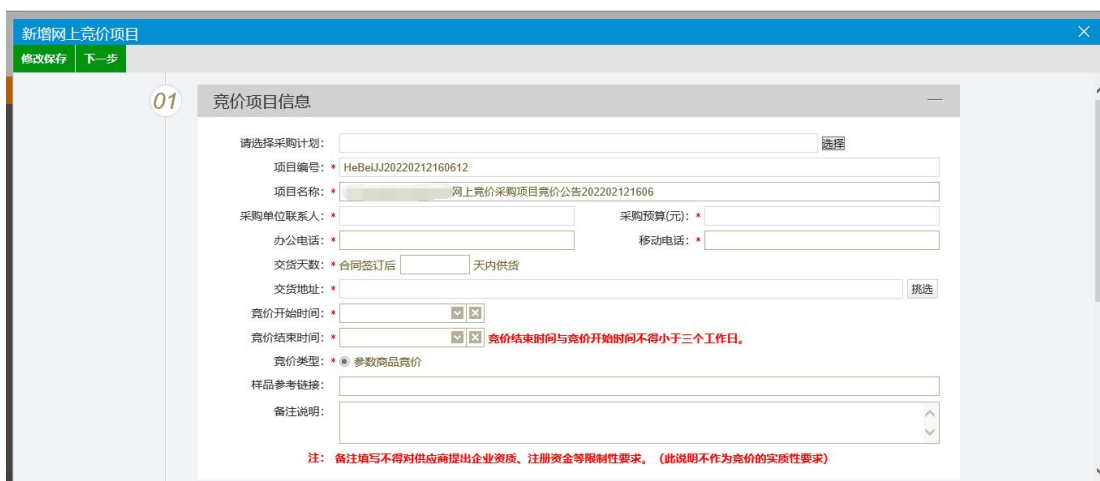 新增网上竞价项目
修改保存 下一步
01 竞价项目信息
请选择采购计划： 选择
项目编号：* HeBeiJJ20220212160612
项目名称：* 网上竞价采购项目竞价公告202202121606
采购单位联系人：* 采购预算(元)：*
办公电话：* 移动电话：*
交货天数：* 合同签订后 天内供货
交货地址：* 挑选
竞价开始时间：*
竞价结束时间：* 竞价结束时间与竞价开始时间不得小于三个工作日。
竞价类型：* 参数商品竞价
样品参考链接：
备注说明：
注： 备注填写不得对供应商提出企业资质、注册资金等限制性要求。（此说明不作为竞价的实质性要求）